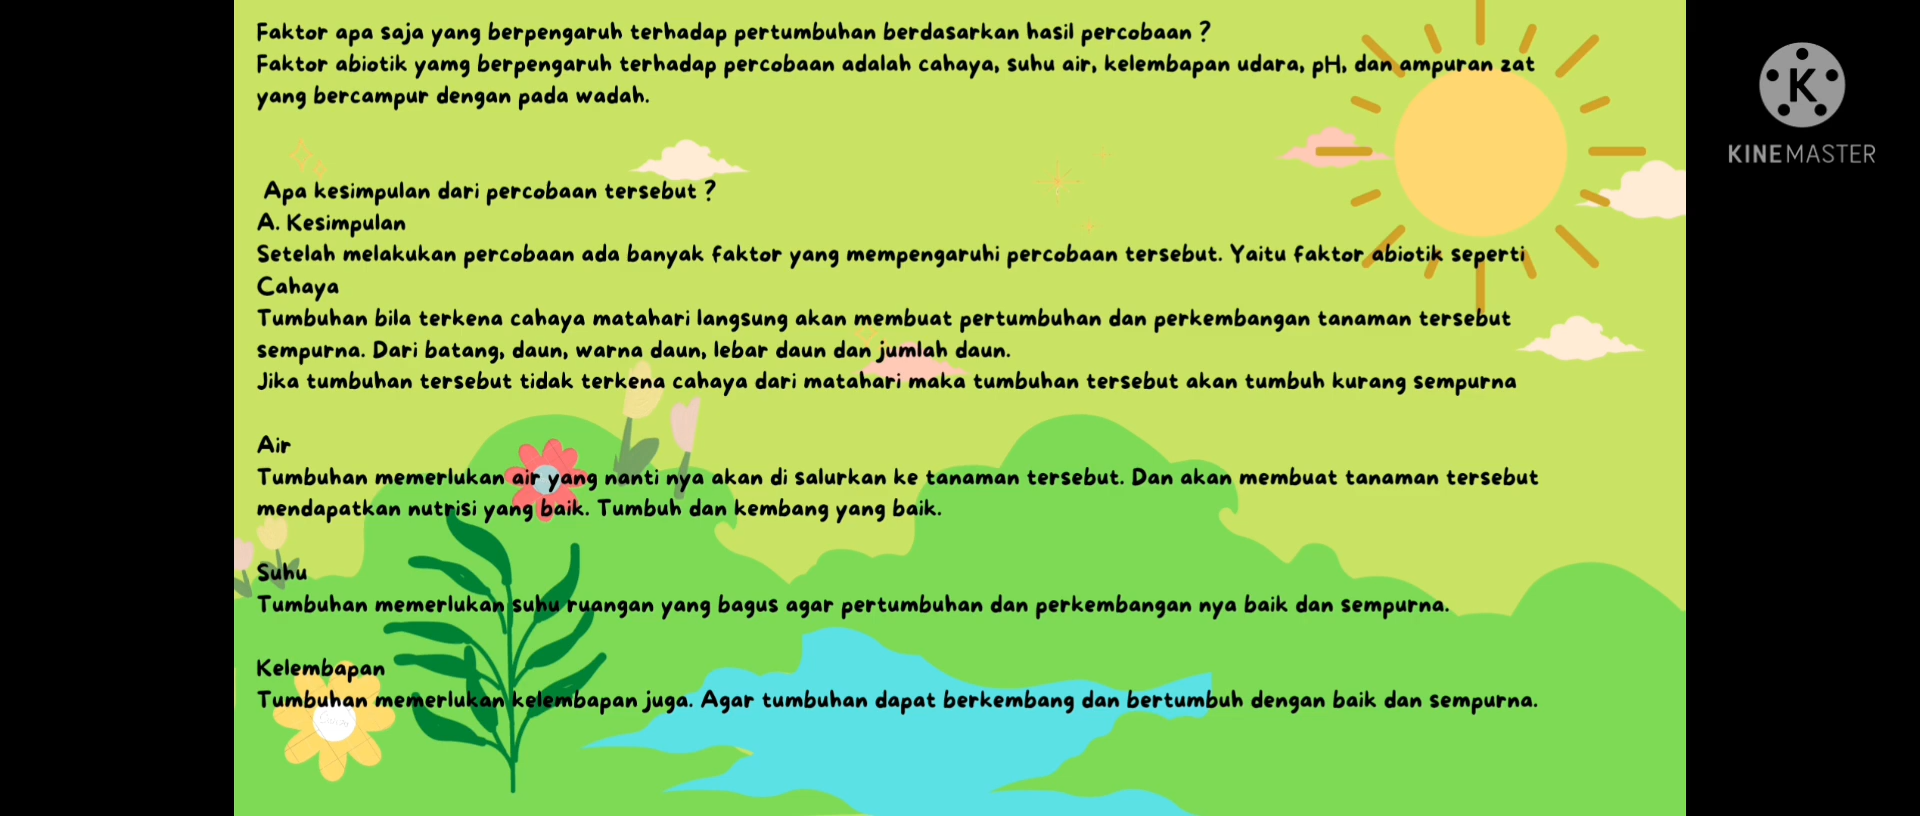 Faktor apa saja yang berpengaruh terhadap pertumbuhan berdasarkan hasil percobaan ?
Faktor abiotik yamg berpengaruh terhadap percobaan adalah cahaya, suhu air, kelembapan udara, pH, dan ampuran zat
yang bercampur dengan pada wadah.
Apa kesimpulan dari percobaan tersebut ?
A. Kesimpulan
Setelah melakukan percobaan ada banyak faktor yang mempengaruhi percobaan tersebut. Yaitu faktor abiotik seperti
Cahaya
Tumbuhan bila terkena cahaya matahari langsung akan membuat pertumbuhan dan perkembangan tanaman tersebut
sempurna. Dari batang, daun, warna daun, lebar daun dan jumlah daun.
Jika tumbuhan tersebut tidak terkena cahaya dari matahari maka tumbuhan tersebut akan tumbuh kurang sempurna
Air
Tumbuhan memerlukan air yang nanti nya akan di salurkan ke tanaman tersebut. Dan akan membuat tanaman tersebut
mendapatkan nutrisi yang baik. Tumbuh dan kembang yang baik.
Suhu
Tumbuhan memerlukan suhu ruangan yang bagus agar pertumbuhan dan perkembangan nya baik dan sempurna.
Kelembapan
Tumbuhan memerlukan kelembapan juga. Agar tumbuhan dapat berkembang dan bertumbuh dengan baik dan sempurna.
K
KINEMASTER